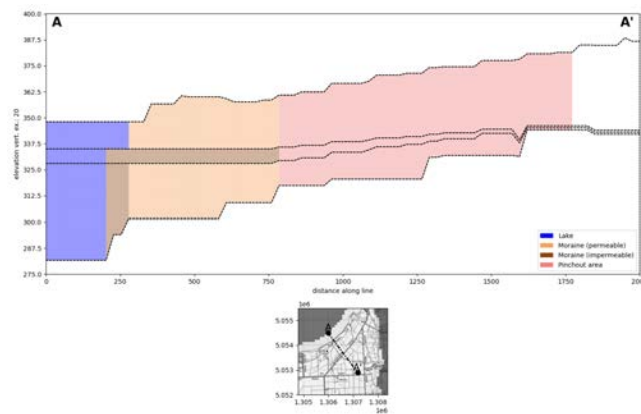 A A'
400.0
387.5
375.0
362.5
350.0
337.5
325.0
312.5
300.0
287.5
275.0
elevation vert. ex.: 20
0 250 500 750 1000 1250 1500 1750 2000
distance along line
Lake
Moraine (permeable)
Moraine (impermeable)
Pinchout area
1e6
5.055
5.054
5.053
5.052
A
A'
1.305 1.306 1.307 1.308
1e6